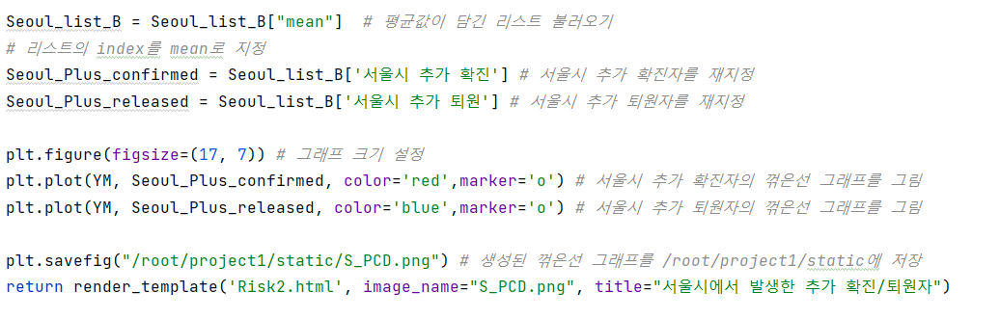 Seoul_list_B = Seoul_list_B["mean"]  # 평균값이 담긴 리스트 불러오기
# 리스트의 index를 mean로 지정
Seoul_Plus_confirmed = Seoul_list_B['서울시 추가 확진'] # 서울시 추가 확진자를 재지정
Seoul_Plus_released = Seoul_list_B['서울시 추가 퇴원'] # 서울시 추가 퇴원자를 재지정
plt.figure(figsize=(17, 7)) # 그래프 크기 설정
plt.plot(YM, Seoul_Plus_confirmed, color='red',marker='o') # 서울시 추가 확진자의 꺾은선 그래프를 그림
plt.plot(YM, Seoul_Plus_released, color='blue',marker='o') # 서울시 추가 퇴원자의 꺾은선 그래프를 그림
plt.savefig("/root/project1/static/S_PCD.png") # 생성된 꺾은선 그래프를 /root/project1/static에 저장
return render_template('Risk2.html', image_name="S_PCD.png", title="서울시에서 발생한 추가 확진/퇴원자")